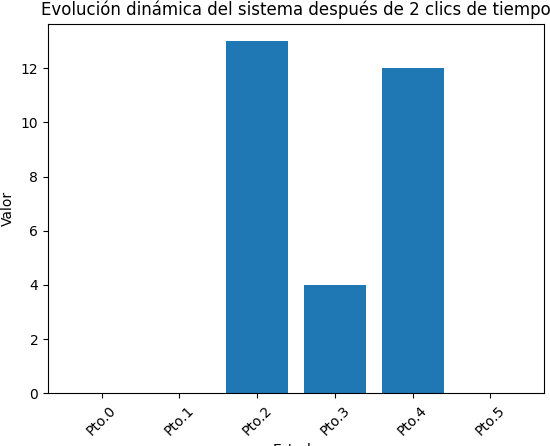 Evolución dinámica del sistema después de 2 clics de tiempo
Valor
12
10
8
6
4
2
0
Pto.0 Pto.1 Pto.2 Pto.3 Pto.4 Pto.5